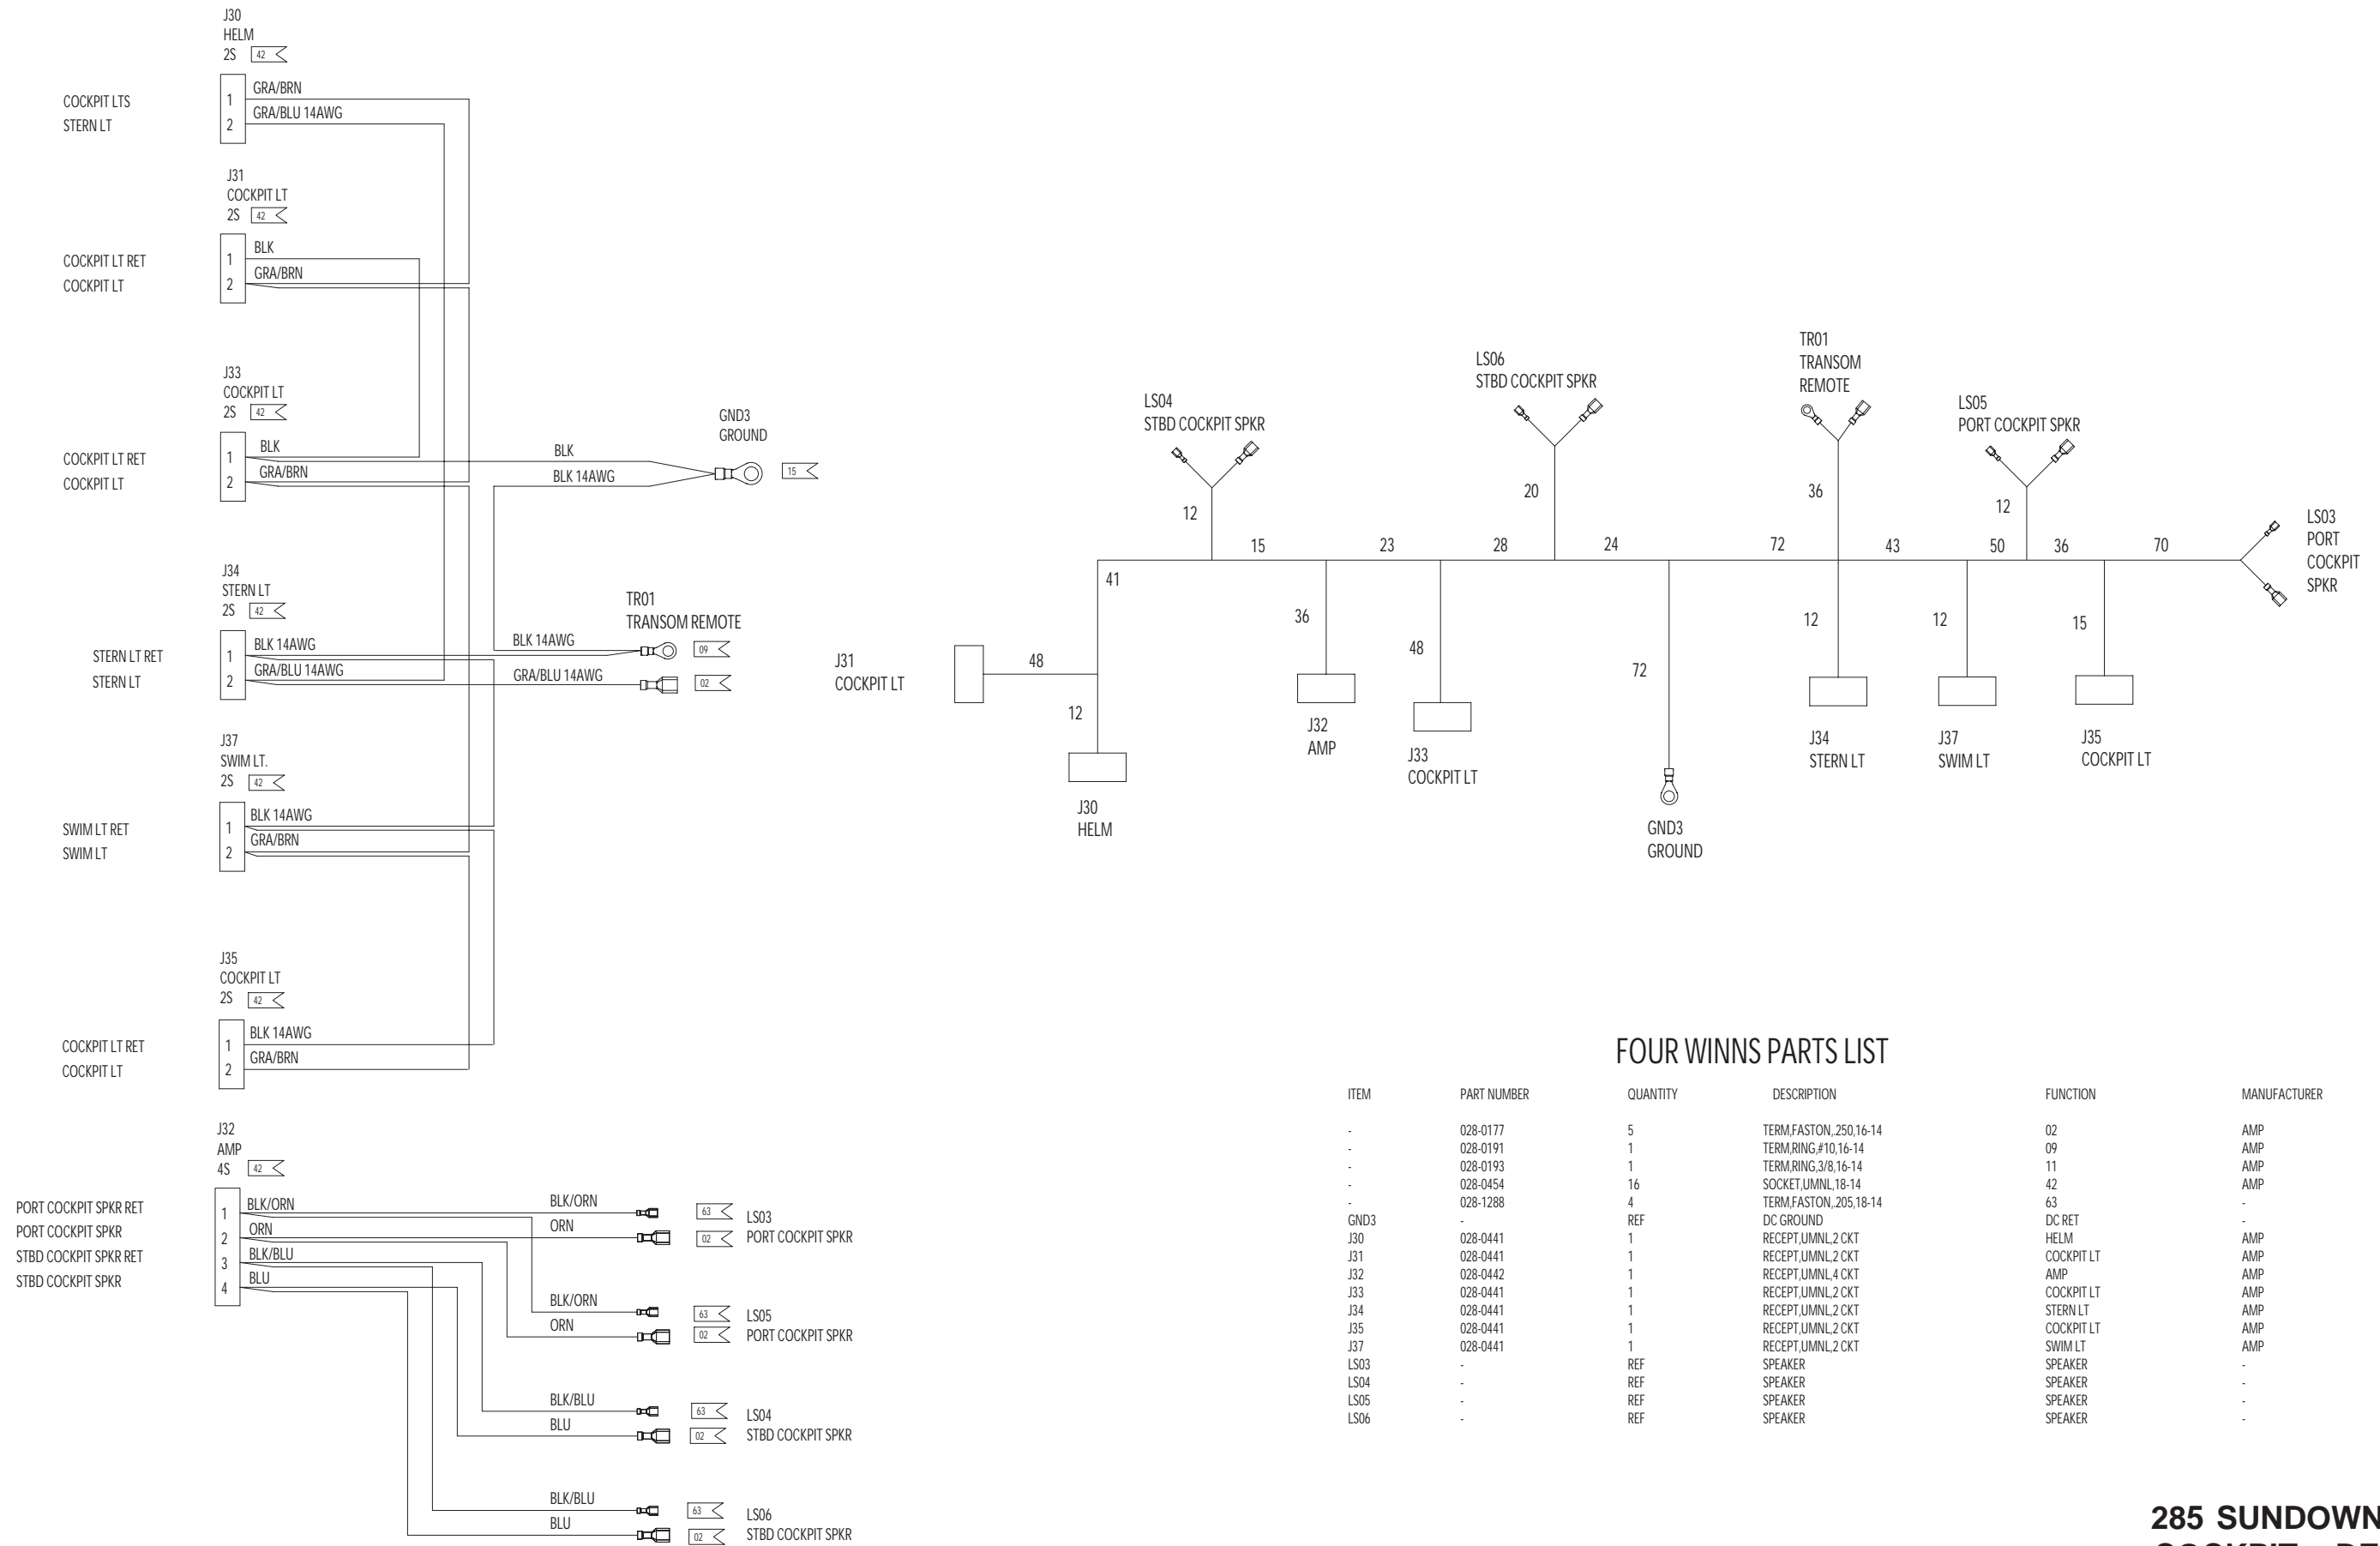 J30
HELM
2S 42
COCKPIT LTS
STERN LT
1 GRA/BRN
2 GRA/BLU 14AWG
J31
COCKPIT LT
2S 42
COCKPIT LT RET
COCKPIT LT
1 BLK
2 GRA/BRN
J33
COCKPIT LT
2S 42
COCKPIT LT RET
COCKPIT LT
1 BLK
2 GRA/BRN
BLK
BLK 14AWG
GND3
GROUND
15
J34
STERN LT
2S 42
STERN LT RET
STERN LT
1 BLK 14AWG
2 GRA/BLU 14AWG
BLK 14AWG
GRA/BLU 14AWG
TR01
TRANSOM REMOTE
09
02
J37
SWIM LT.
2S 42
SWIM LT RET
SWIM LT
1 BLK 14AWG
2 GRA/BRN
J35
COCKPIT LT
2S 42
COCKPIT LT RET
COCKPIT LT
1 BLK 14AWG
2 GRA/BRN
J32
AMP
4S 42
PORT COCKPIT SPKR RET
PORT COCKPIT SPKR
STBD COCKPIT SPKR RET
STBD COCKPIT SPKR
1 BLK/ORN
2 ORN
3 BLK/BLU
4 BLU
BLK/ORN
ORN
63
02
LS03
PORT COCKPIT SPKR
BLK/ORN
ORN
63
02
LS05
PORT COCKPIT SPKR
BLK/BLU
BLU
63
02
LS04
STBD COCKPIT SPKR
BLK/BLU
BLU
63
02
LS06
STBD COCKPIT SPKR
LS04
STBD COCKPIT SPKR
LS06
STBD COCKPIT SPKR
TR01
TRANSOM
REMOTE
LS05
PORT COCKPIT SPKR
LS03
PORT
COCKPIT
SPKR
12
20
36
12
15 23 28 24 72 43 50 36 70
41
36
48
72
12
12
15
48
12
J31
COCKPIT LT
J30
HELM
J32
AMP
J33
COCKPIT LT
GND3
GROUND
J34
STERN LT
J37
SWIM LT
J35
COCKPIT LT
FOUR WINNS PARTS LIST
ITEM PART NUMBER QUANTITY DESCRIPTION FUNCTION MANUFACTURER
- 028-0177 5 TERM,FASTON,.250,16-14 02 AMP
- 028-0191 1 TERM,RING,#10,16-14 09 AMP
- 028-0193 1 TERM,RING,3/8,16-14 11 AMP
- 028-0454 16 SOCKET,UMNL,18-14 42 AMP
- 028-1288 4 TERM,FASTON,.205,18-14 63 -
GND3 - REF DC GROUND DC RET -
J30 028-0441 1 RECEPT,UMNL,2 CKT HELM AMP
J31 028-0441 1 RECEPT,UMNL,2 CKT COCKPIT LT AMP
J32 028-0442 1 RECEPT,UMNL,4 CKT AMP AMP
J33 028-0441 1 RECEPT,UMNL,2 CKT COCKPIT LT AMP
J34 028-0441 1 RECEPT,UMNL,2 CKT STERN LT AMP
J35 028-0441 1 RECEPT,UMNL,2 CKT COCKPIT LT AMP
J37 028-0441 1 RECEPT,UMNL,2 CKT SWIM LT AMP
LS03 - REF SPEAKER SPEAKER -
LS04 - REF SPEAKER SPEAKER -
LS05 - REF SPEAKER SPEAKER -
LS06 - REF SPEAKER SPEAKER -
285 SUNDOWN